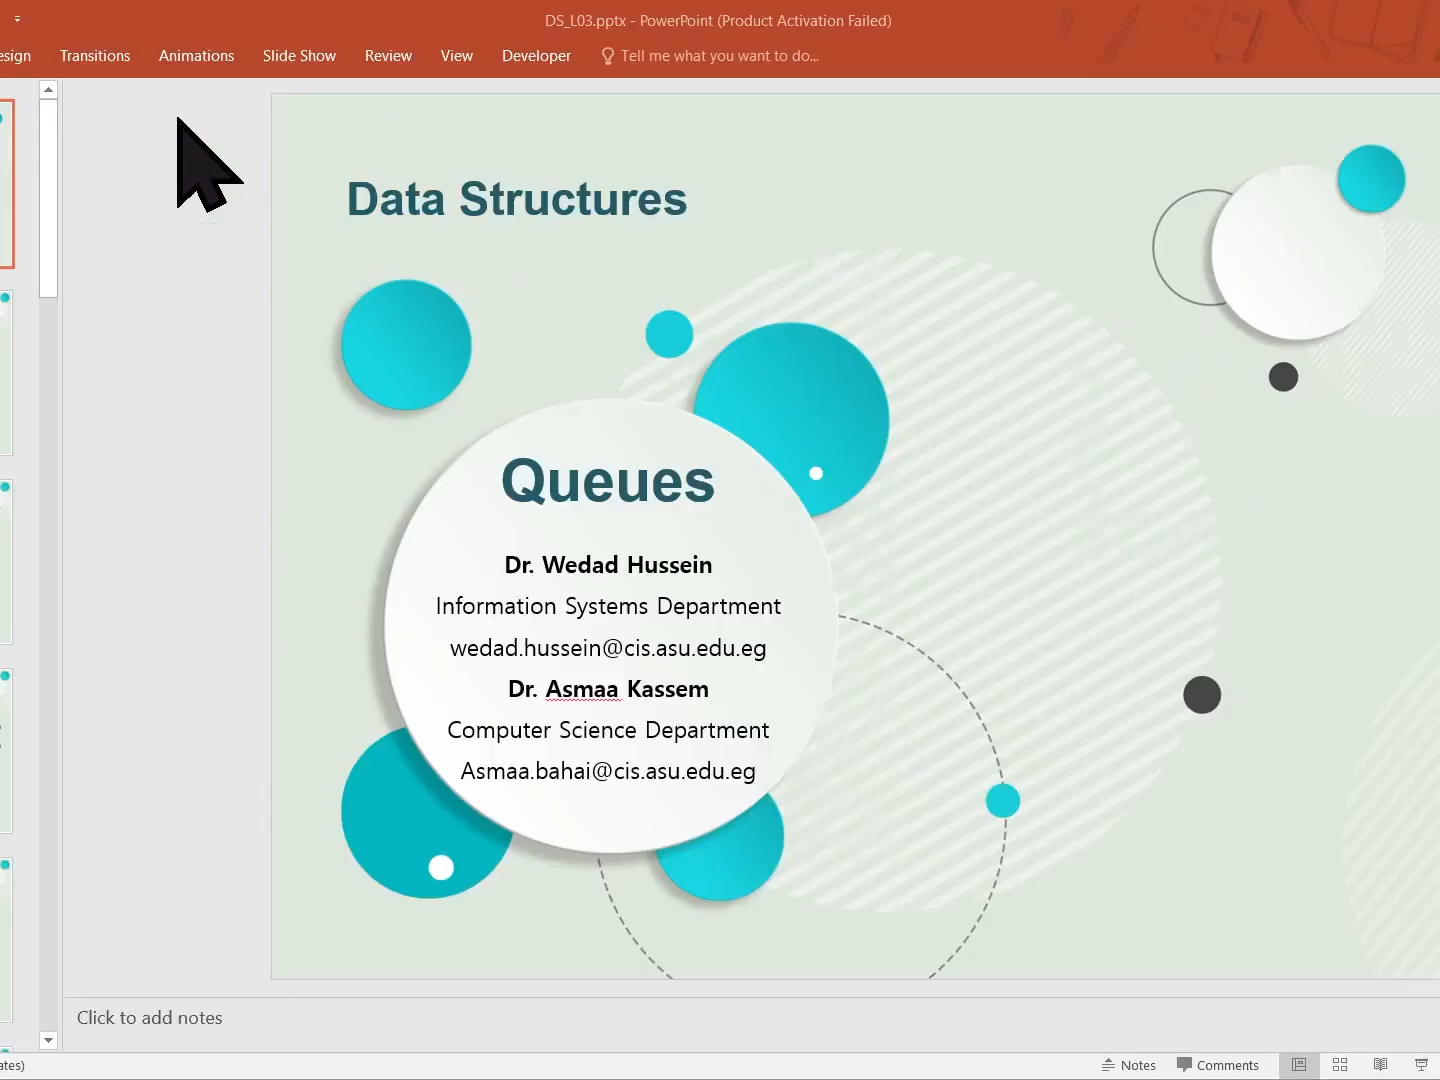 DS_L03.pptx - PowerPoint (Product Activation Failed)
esign Transitions Animations Slide Show Review View Developer Tell me what you want to do...
Data Structures
Queues
Dr. Wedad Hussein
Information Systems Department
wedad.hussein@cis.asu.edu.eg
Dr. Asmaa Kassem
Computer Science Department
Asmaa.bahai@cis.asu.edu.eg
Click to add notes
ates) Notes Comments